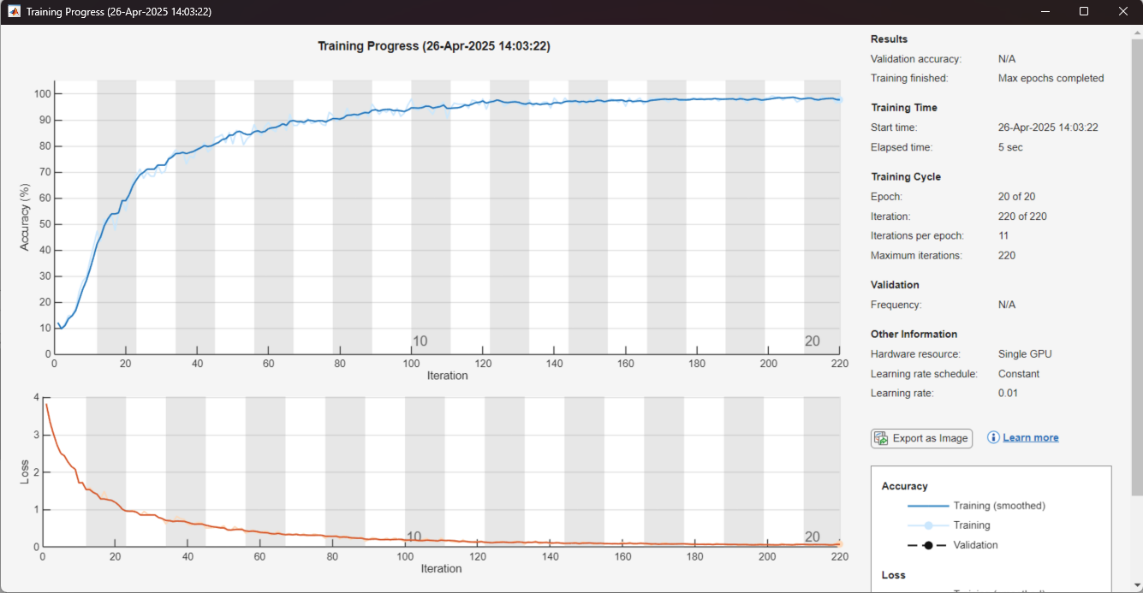 Training Progress (26-Apr-2025 14:03:22)
Training Progress (26-Apr-2025 14:03:22)
Accuracy (%)
100
90
80
70
60
50
40
30
20
10
0
10
20
0 20 40 60 80 100 120 140 160 180 200 220
Iteration
Loss
4
3
2
1
0
10
20
0 20 40 60 80 100 120 140 160 180 200 220
Iteration
Results
Validation accuracy: N/A
Training finished: Max epochs completed
Training Time
Start time: 26-Apr-2025 14:03:22
Elapsed time: 5 sec
Training Cycle
Epoch: 20 of 20
Iteration: 220 of 220
Iterations per epoch: 11
Maximum iterations: 220
Validation
Frequency: N/A
Other Information
Hardware resource: Single GPU
Learning rate schedule: Constant
Learning rate: 0.01
Export as Image Learn more
Accuracy
Training (smoothed)
Training
Validation
Loss